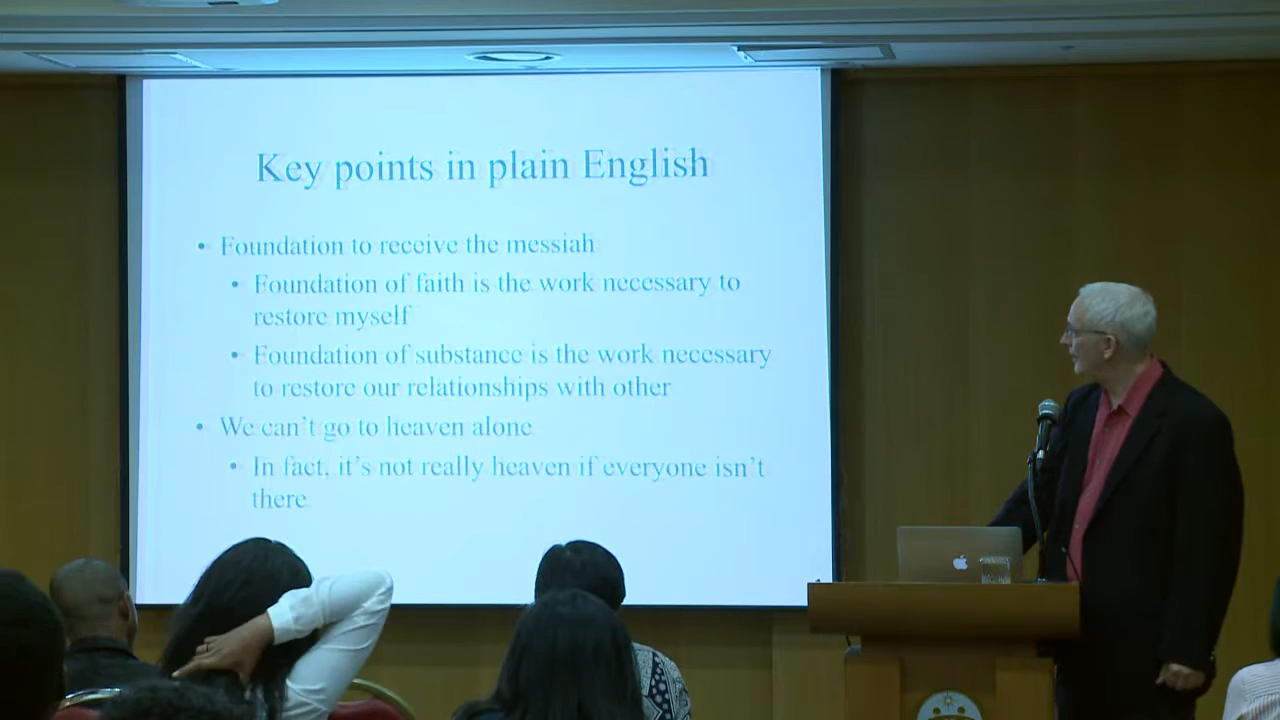 Key points in plain English
• Foundation to receive the messiah
• Foundation of faith is the work necessary to
restore myself
• Foundation of substance is the work necessary
to restore our relationships with other
• We can't go to heaven alone
• In fact, it's not really heaven if everyone isn't
there